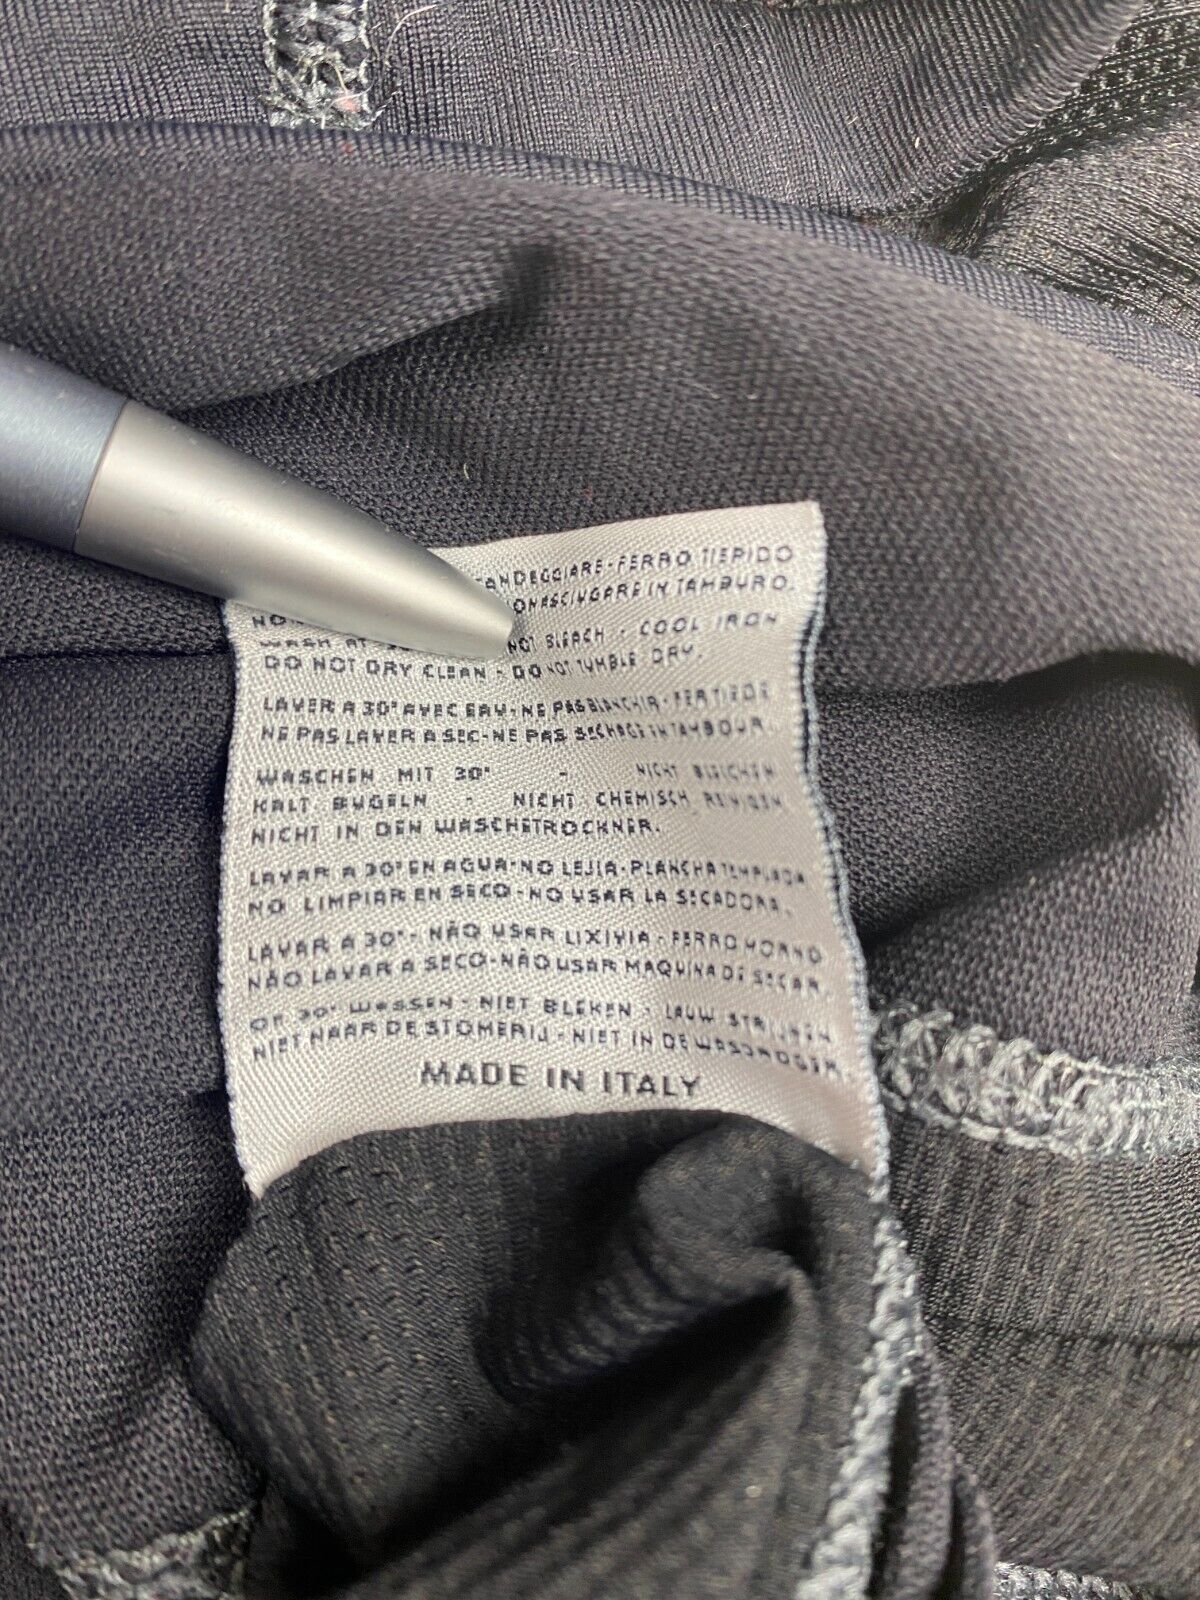 CANDEGGIARE - FERRO TIEPIDO
ASCIUGARE IN TAMBURO.
WASH AT NOT BLEACH - COOL IRON
DO NOT DRY CLEAN - DO NOT TUMBLE DRY.
LAVER A 30° AVEC EAU - NE PAS BLANCHIR - FER TIEDE
NE PAS LAVER A SEC - NE PAS SECHAGE IN TAMBOUR.
WASCHEN MIT 30° - NICHT BLEICHEN
KALT BUGELN - NICHT CHEMISCH REINIGEN
NICHT IN DEN WASCHETROCKNER.
LAVAR A 30° EN AGUA - NO LEJIA - PLANCHA TEMPLADA
NO LIMPIAR EN SECO - NO USAR LA SECADORA.
LAVAR A 30° - NÃO USAR LIXIVIA - FERRO MORNO
NÃO LAVAR A SECO - NÃO USAR MAQUINA DE SECAR.
OP 30° WASSEN - NIET BLEKEN - LAUW STRIJKEN
NIET NAAR DE STOMERIJ - NIET IN DE WASDROGER
MADE IN ITALY